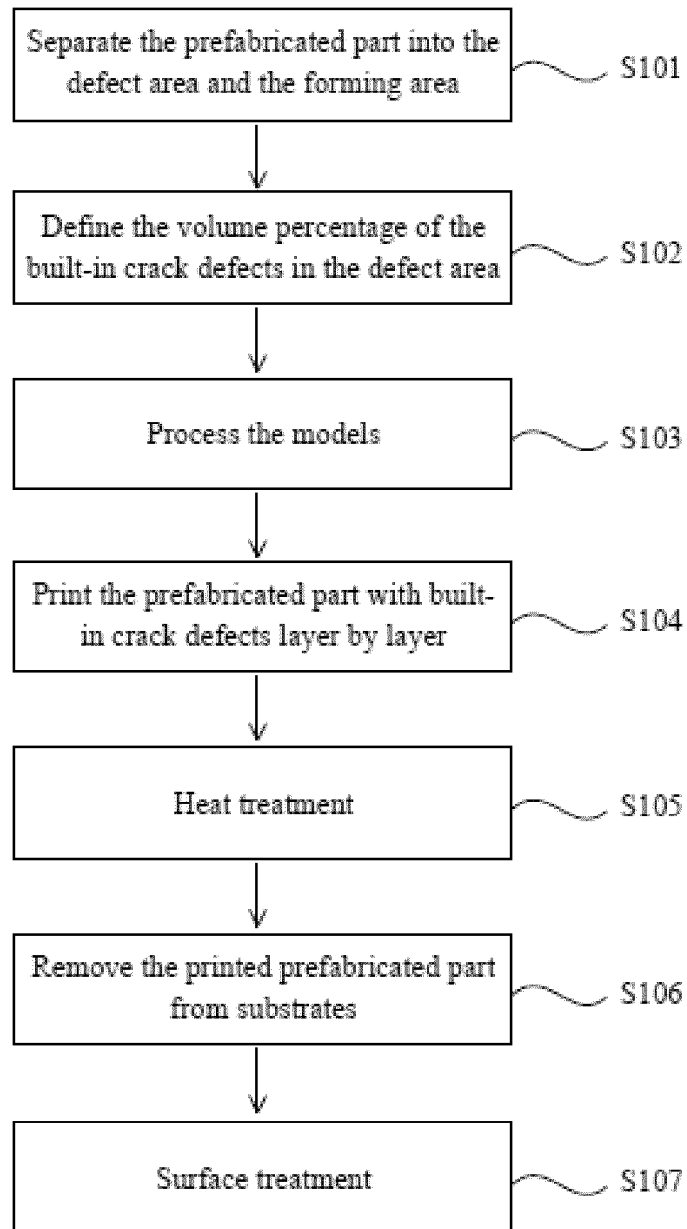 Separate the prefabricated part into the
defect area and the forming area
S101
Define the volume percentage of the
built-in crack defects in the defect area
S102
Process the models
S103
Print the prefabricated part with built-
in crack defects layer by layer
S104
Heat treatment
S105
Remove the printed prefabricated part
from substrates
S106
Surface treatment
S107